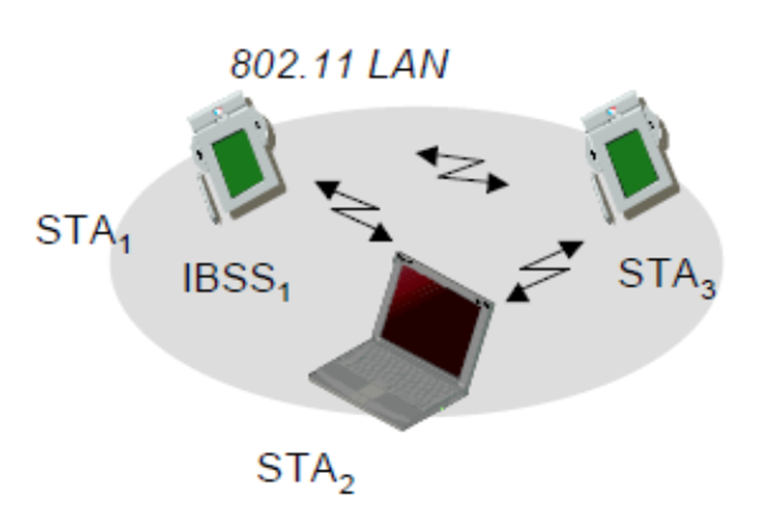 802.11 LAN
STA₁
IBSS₁
STA₃
STA₂